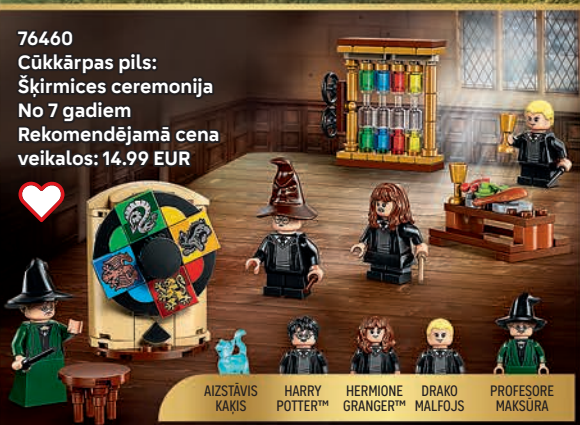 76460
Cūkkārpas pils:
Šķirmices ceremonija
No 7 gadiem
Rekomendējamā cena
veikalos: 14.99 EUR
AIZSTĀVIS
KAĶIS
HARRY
POTTER™
HERMIONE
GRANGER™
DRAKO
MALFOJS
PROFESORE
MAKSŪRA